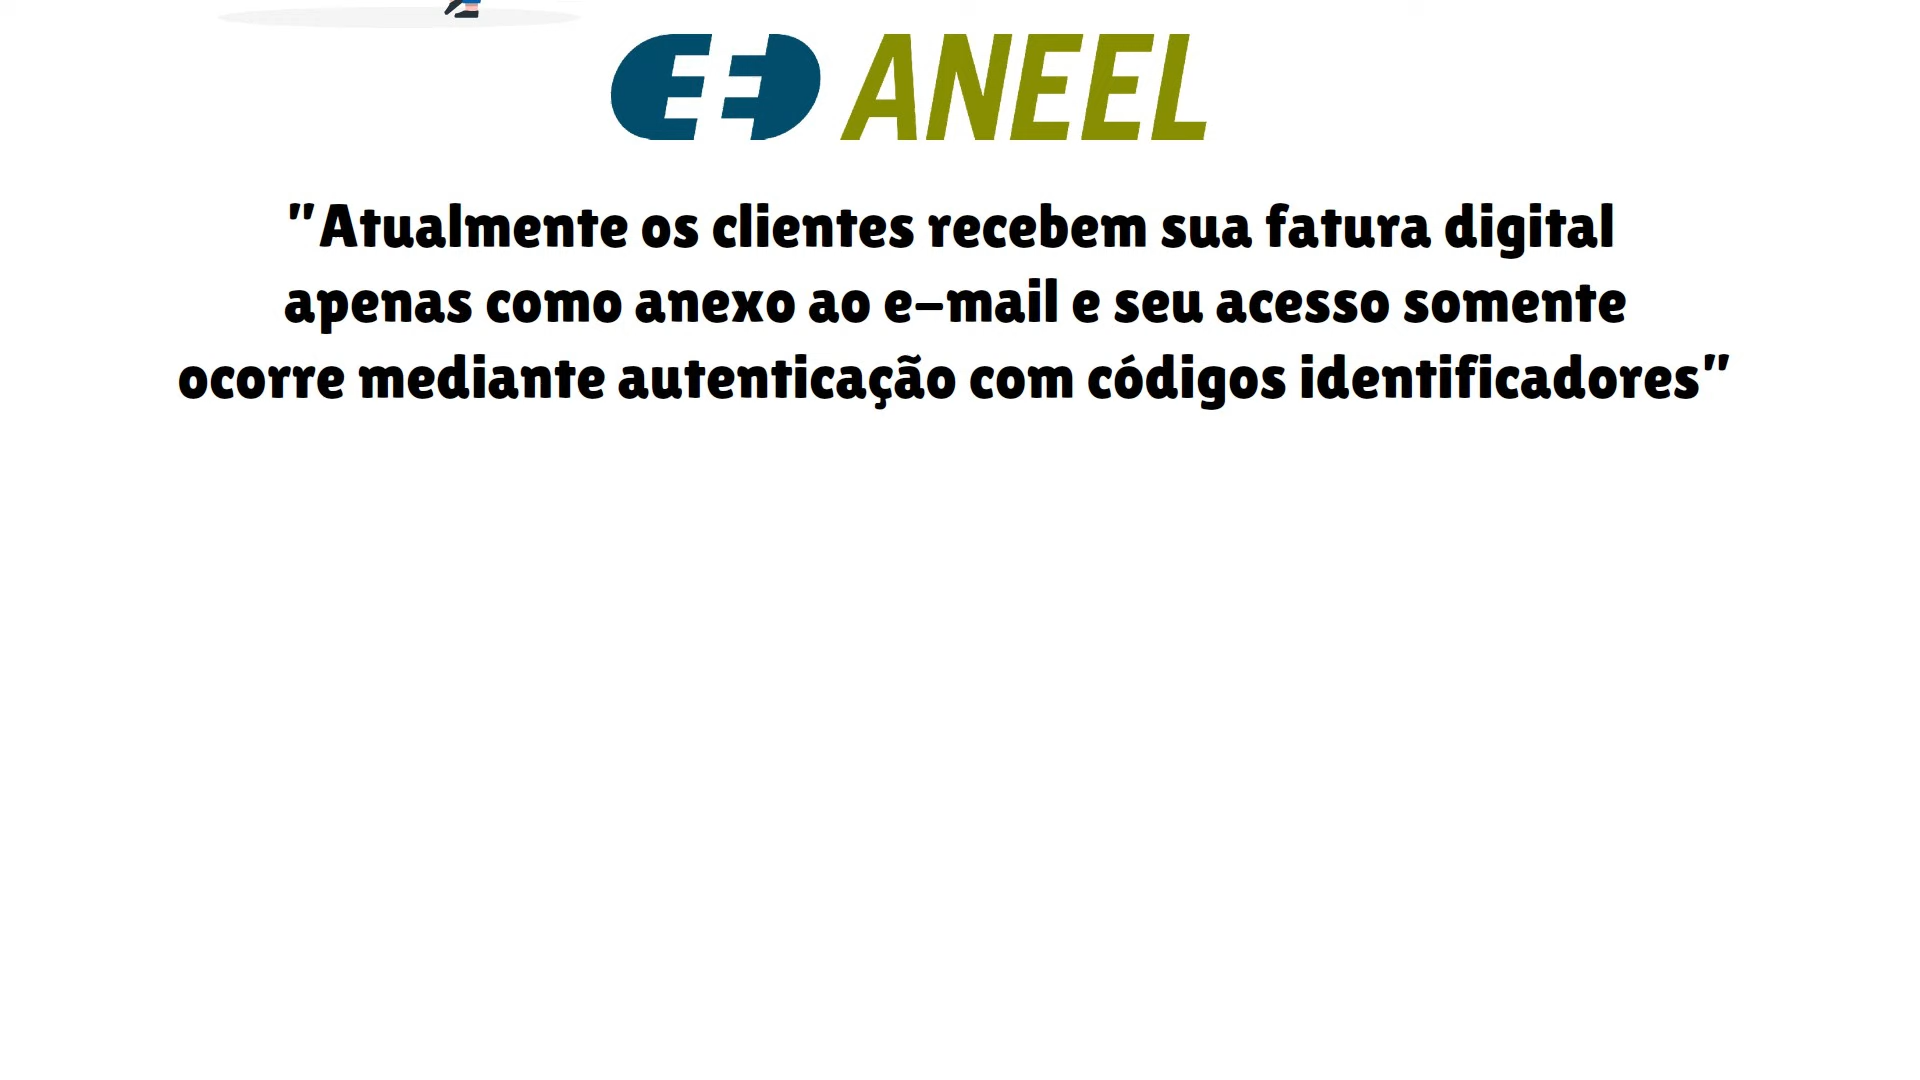 ANEEL
"Atualmente os clientes recebem sua fatura digital
apenas como anexo ao e-mail e seu acesso somente
ocorre mediante autenticação com códigos identificadores"